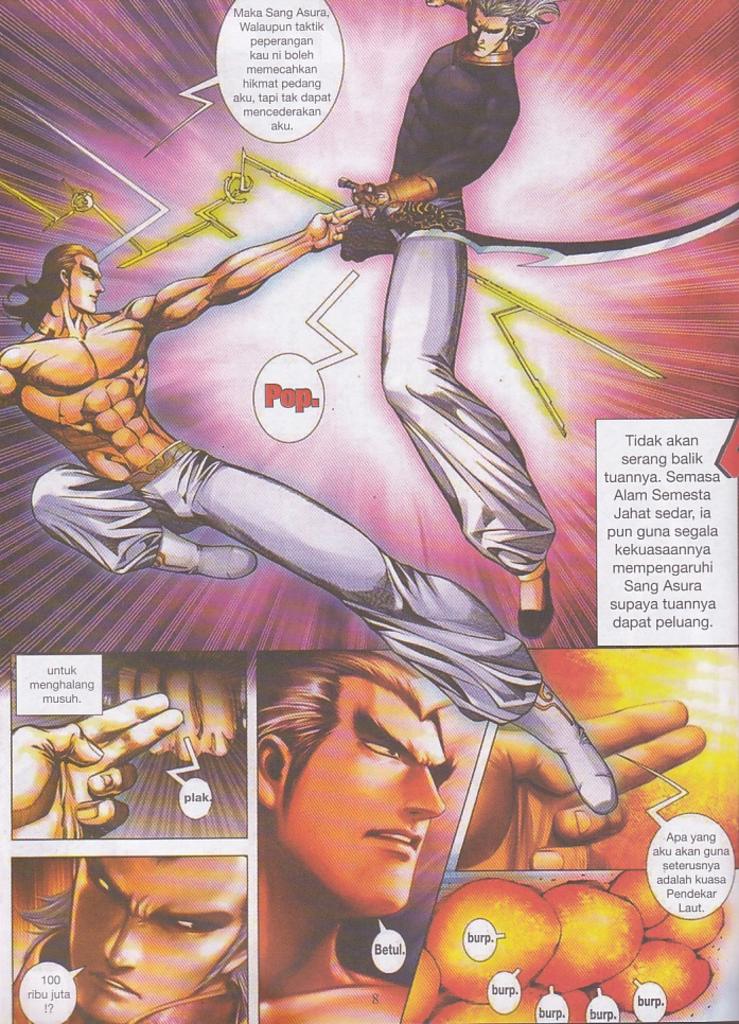 Maka Sang Asura,
Walaupun taktik
peperangan
kau ni boleh
memecahkan
hikmat pedang
aku, tapi tak dapat
mencederakan
aku.
Pop.
Tidak akan
serang balik
tuannya. Semasa
Alam Semesta
Jahat sedar, ia
pun guna segala
kekuasaannya
mempengaruhi
Sang Asura
supaya tuannya
dapat peluang.
untuk
menghalang
musuh.
plak.
Apa yang
aku akan guna
seterusnya
adalah kuasa
Pendekar
Laut.
100
ribu juta
!?
Betul.
burp.
burp.
burp.
burp.
burp.
8